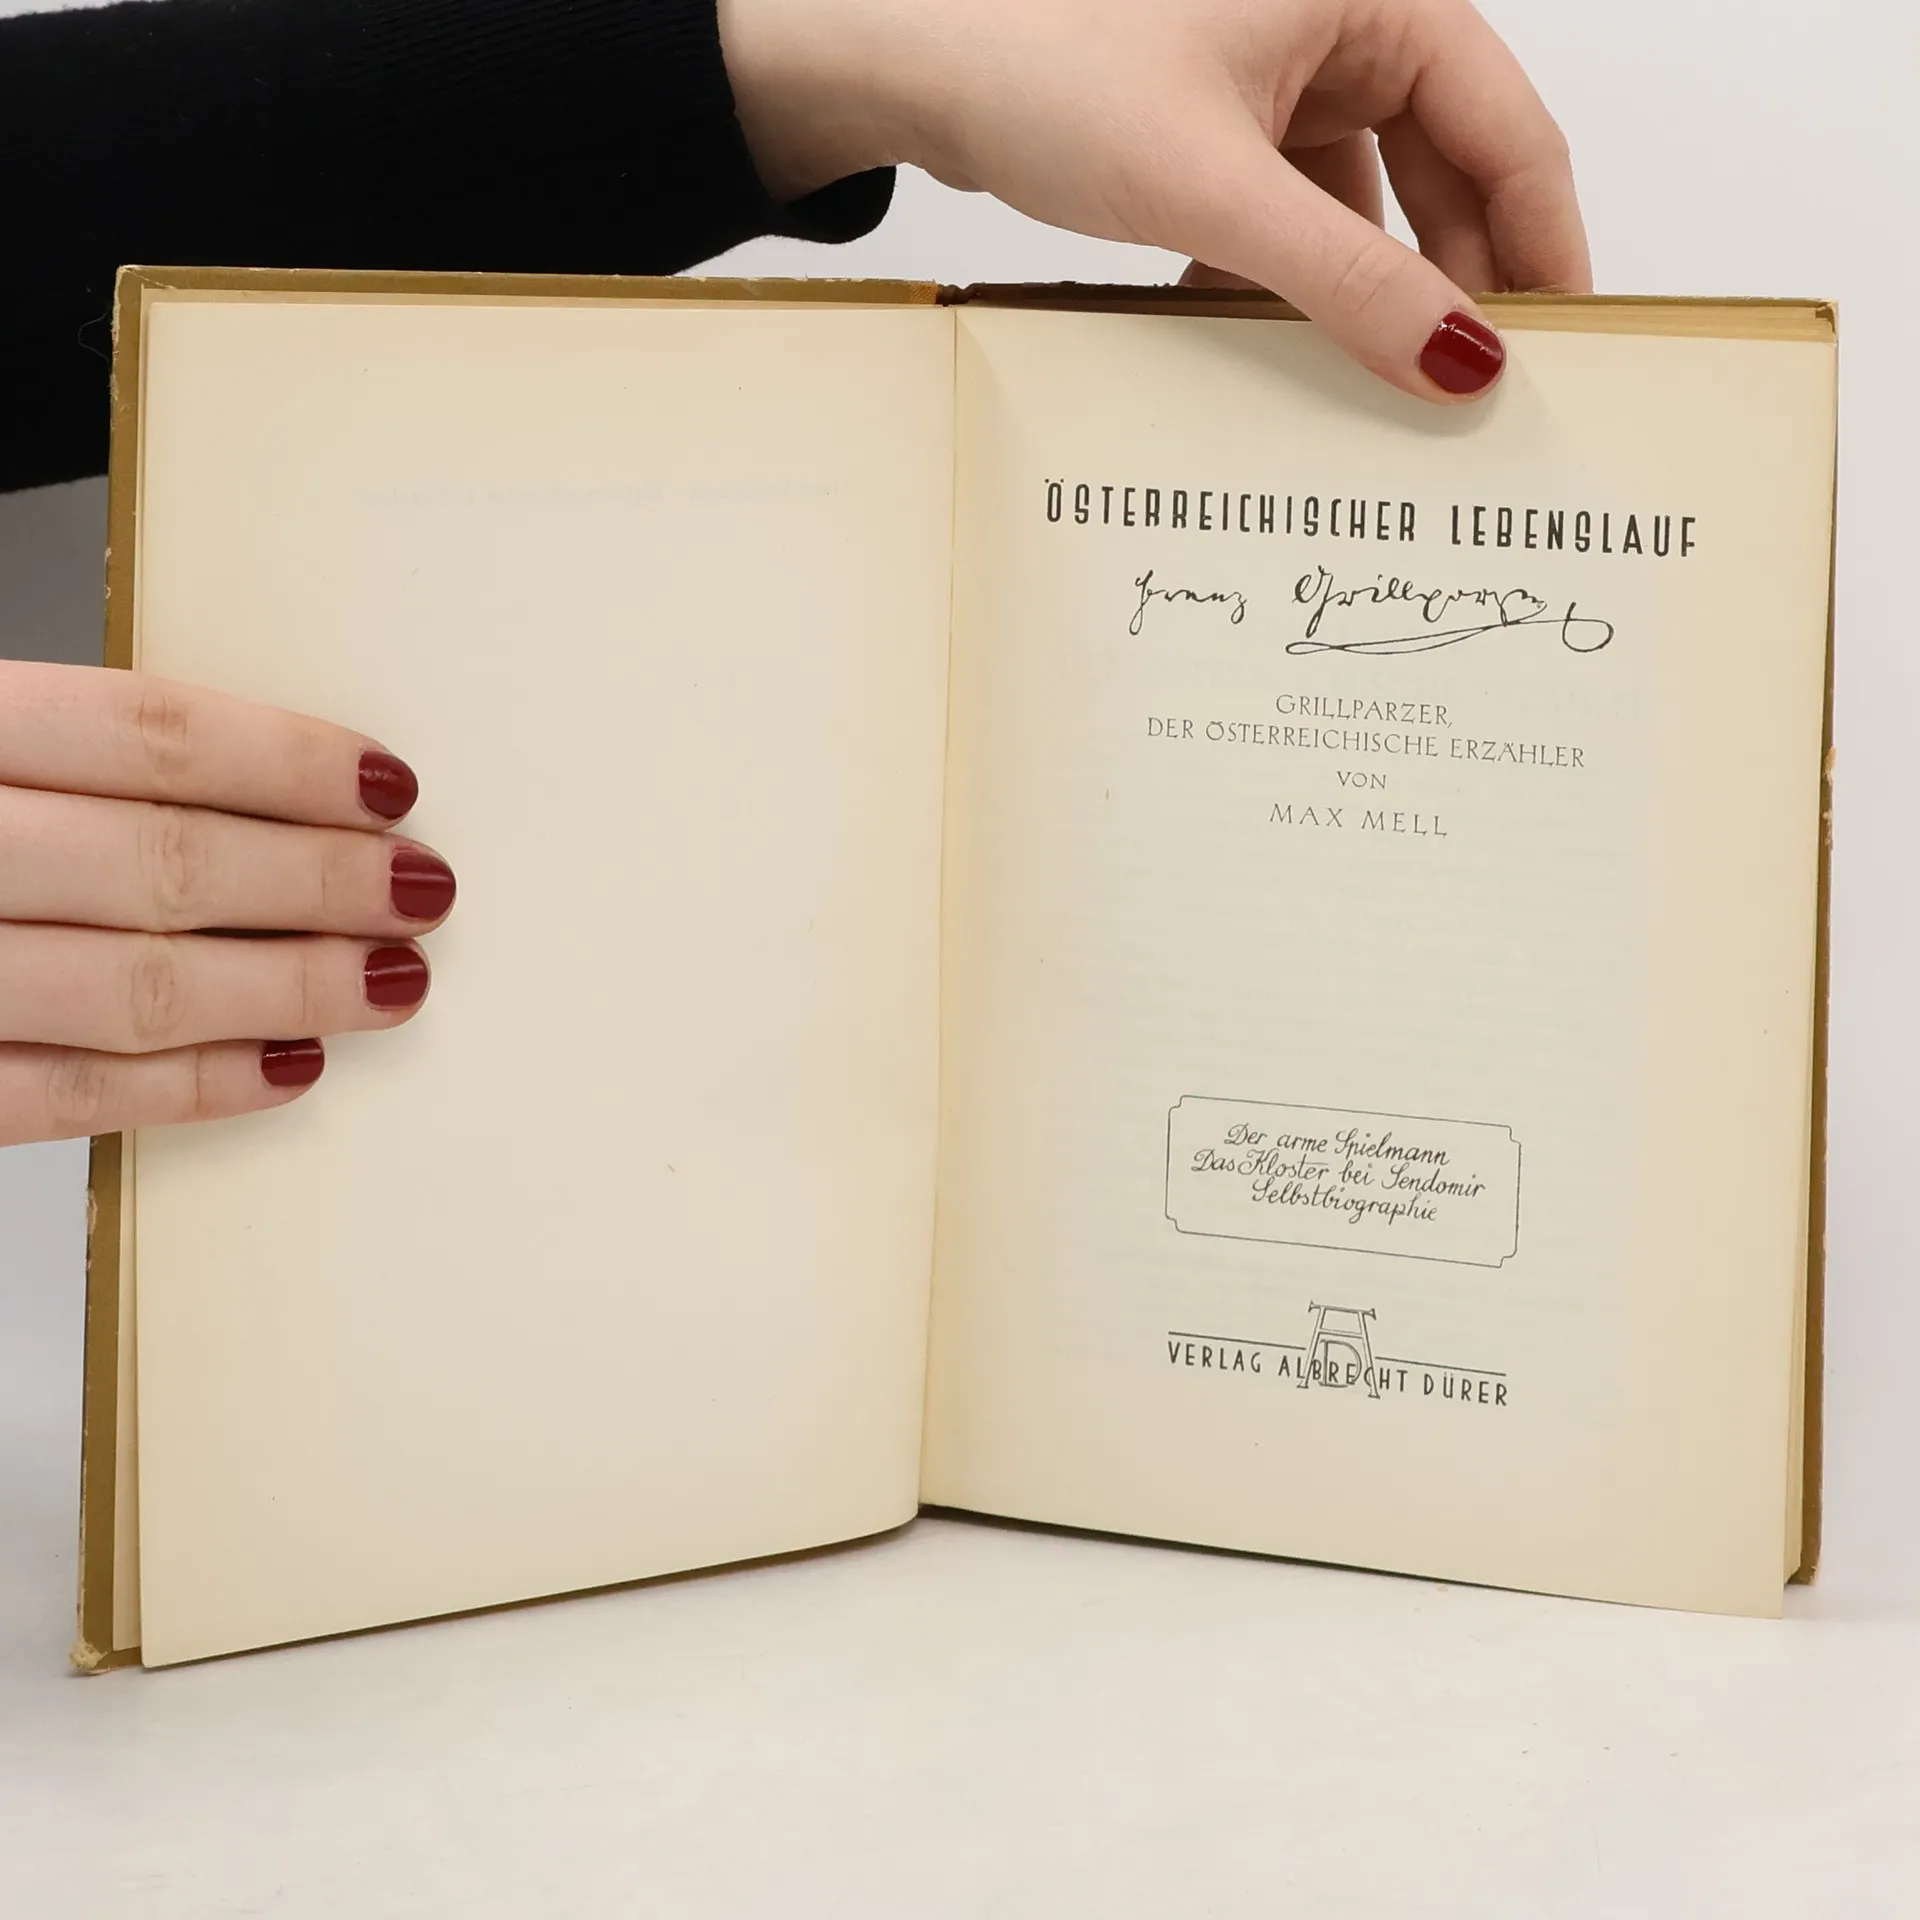 ÖSTERREICHISCHER LEBENSLAUF
Franz Grillparzer
GRILLPARZER,
DER ÖSTERREICHISCHE ERZÄHLER
VON
MAX MELL
Der arme Spielmann
Das Kloster bei Sendomir
Selbstbiographie
VERLAG ALBRECHT DÜRER